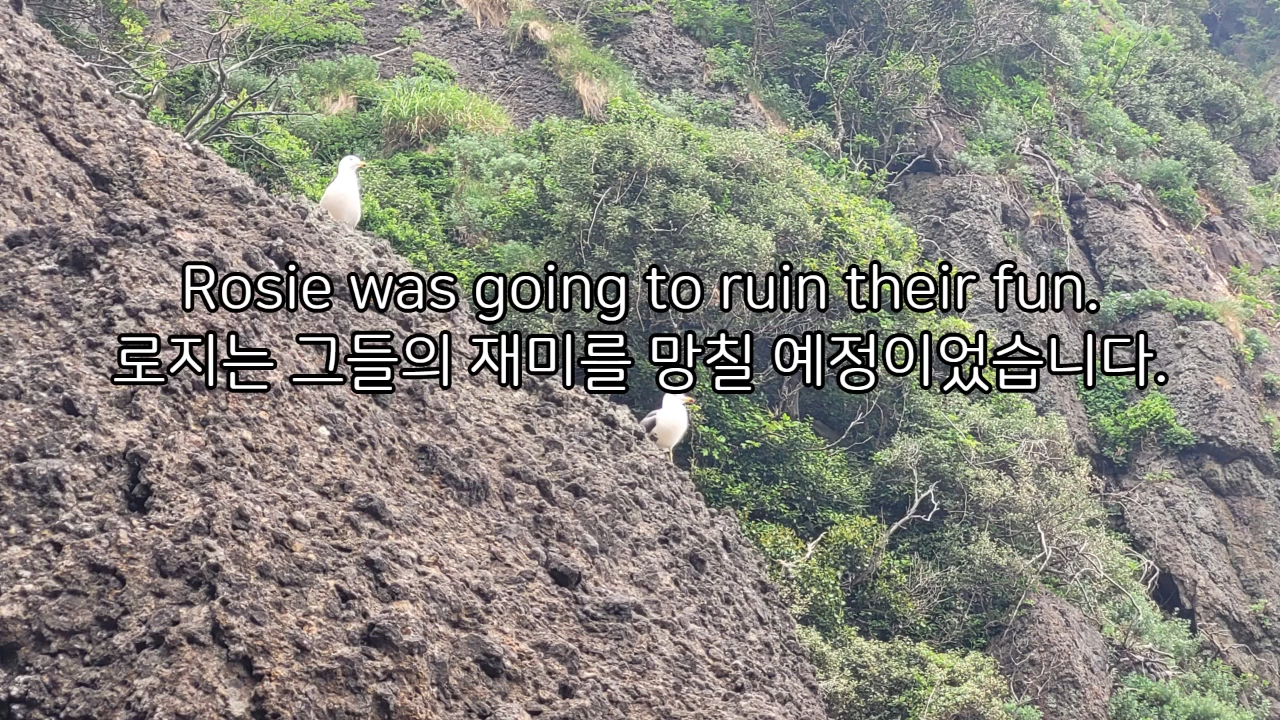 Rosie was going to ruin their fun.
로지는 그들의 재미를 망칠 예정이었습니다.